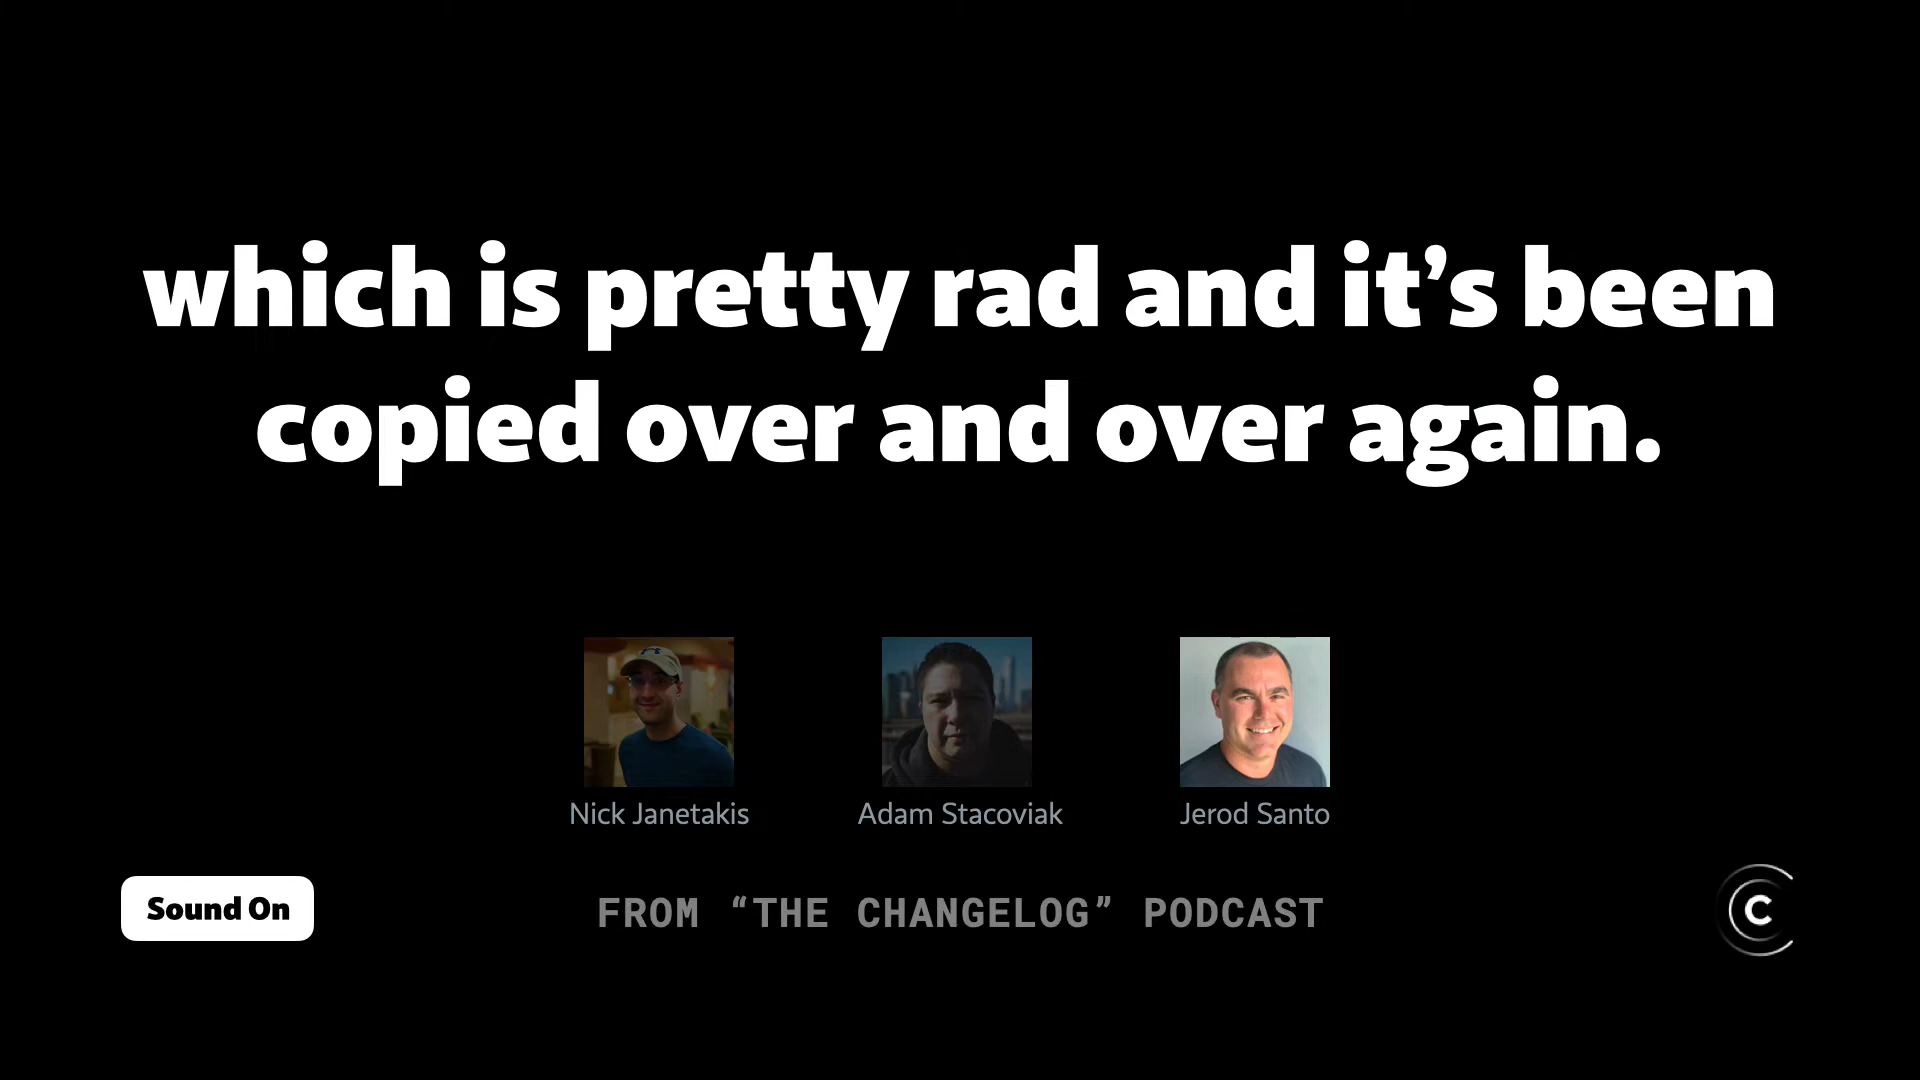 which is pretty rad and it’s been
copied over and over again.
Nick Janetakis
Adam Stacoviak
Jerod Santo
Sound On
FROM “THE CHANGELOG” PODCAST
C